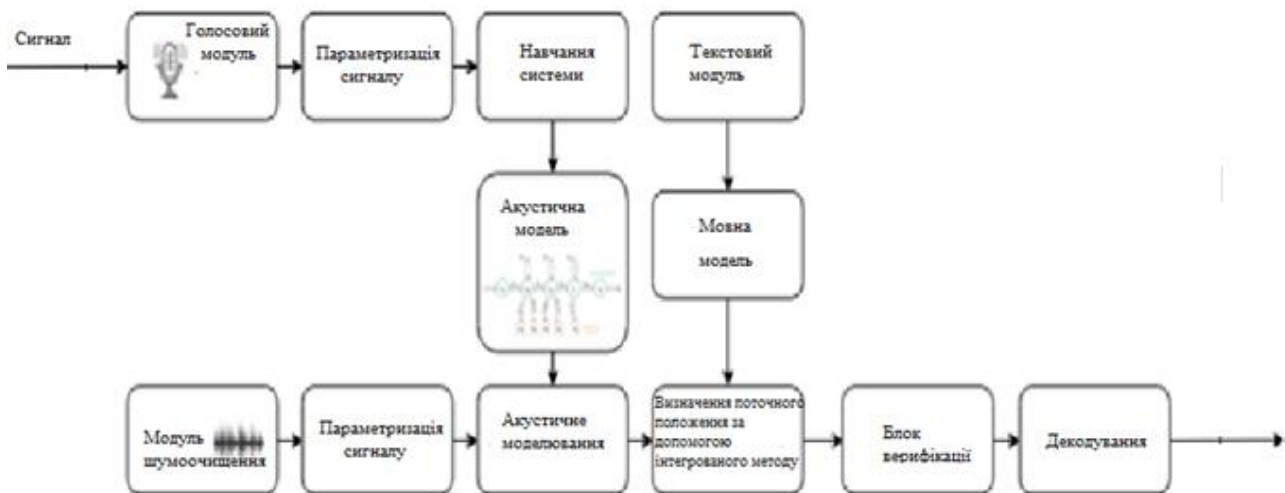 Сигнал
Голосовий
модуль
Параметризація
сигналу
Навчання
системи
Текстовий
модуль
Акустична
модель
Мовна
модель
Модуль
шумоочищення
Параметризація
сигналу
Акустичне
моделювання
Визначення поточного
положення за
допомогою
інтегрованого методу
Блок
верифікації
Декодування